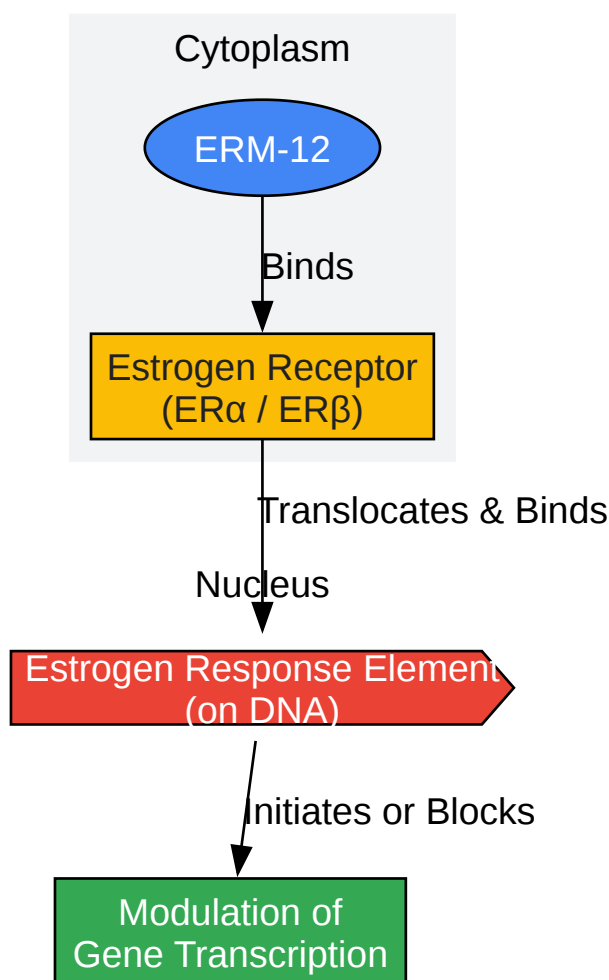 Cytoplasm
ERM-12
Binds
Estrogen Receptor
(ERα / ERβ)
Translocates & Binds
Nucleus
Estrogen Response Element
(on DNA)
Initiates or Blocks
Modulation of
Gene Transcription